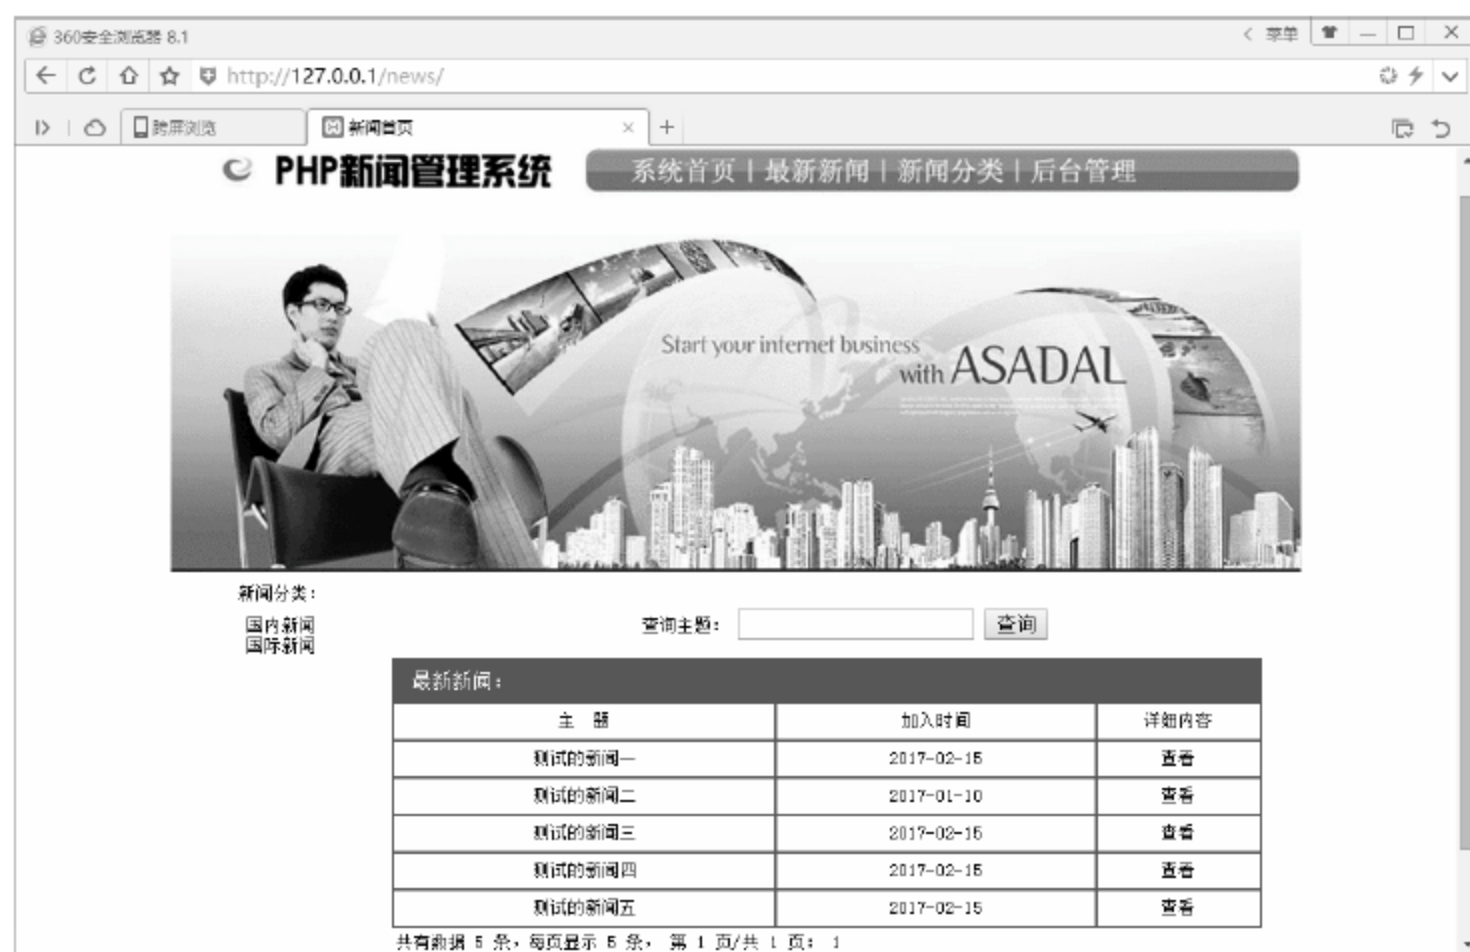 360安全浏览器 8.1
菜单
http://127.0.0.1/news/
跨屏浏览
新闻首页
PHP新闻管理系统
系统首页 | 最新新闻 | 新闻分类 | 后台管理
Start your internet business
with ASADAL
新闻分类：
国内新闻
国际新闻
查询主题： 查询
最新新闻：
主 题 加入时间 详细内容
测试的新闻一 2017-02-15 查看
测试的新闻二 2017-01-10 查看
测试的新闻三 2017-02-15 查看
测试的新闻四 2017-02-15 查看
测试的新闻五 2017-02-15 查看
共有数据 5 条，每页显示 5 条， 第 1 页/共 1 页： 1